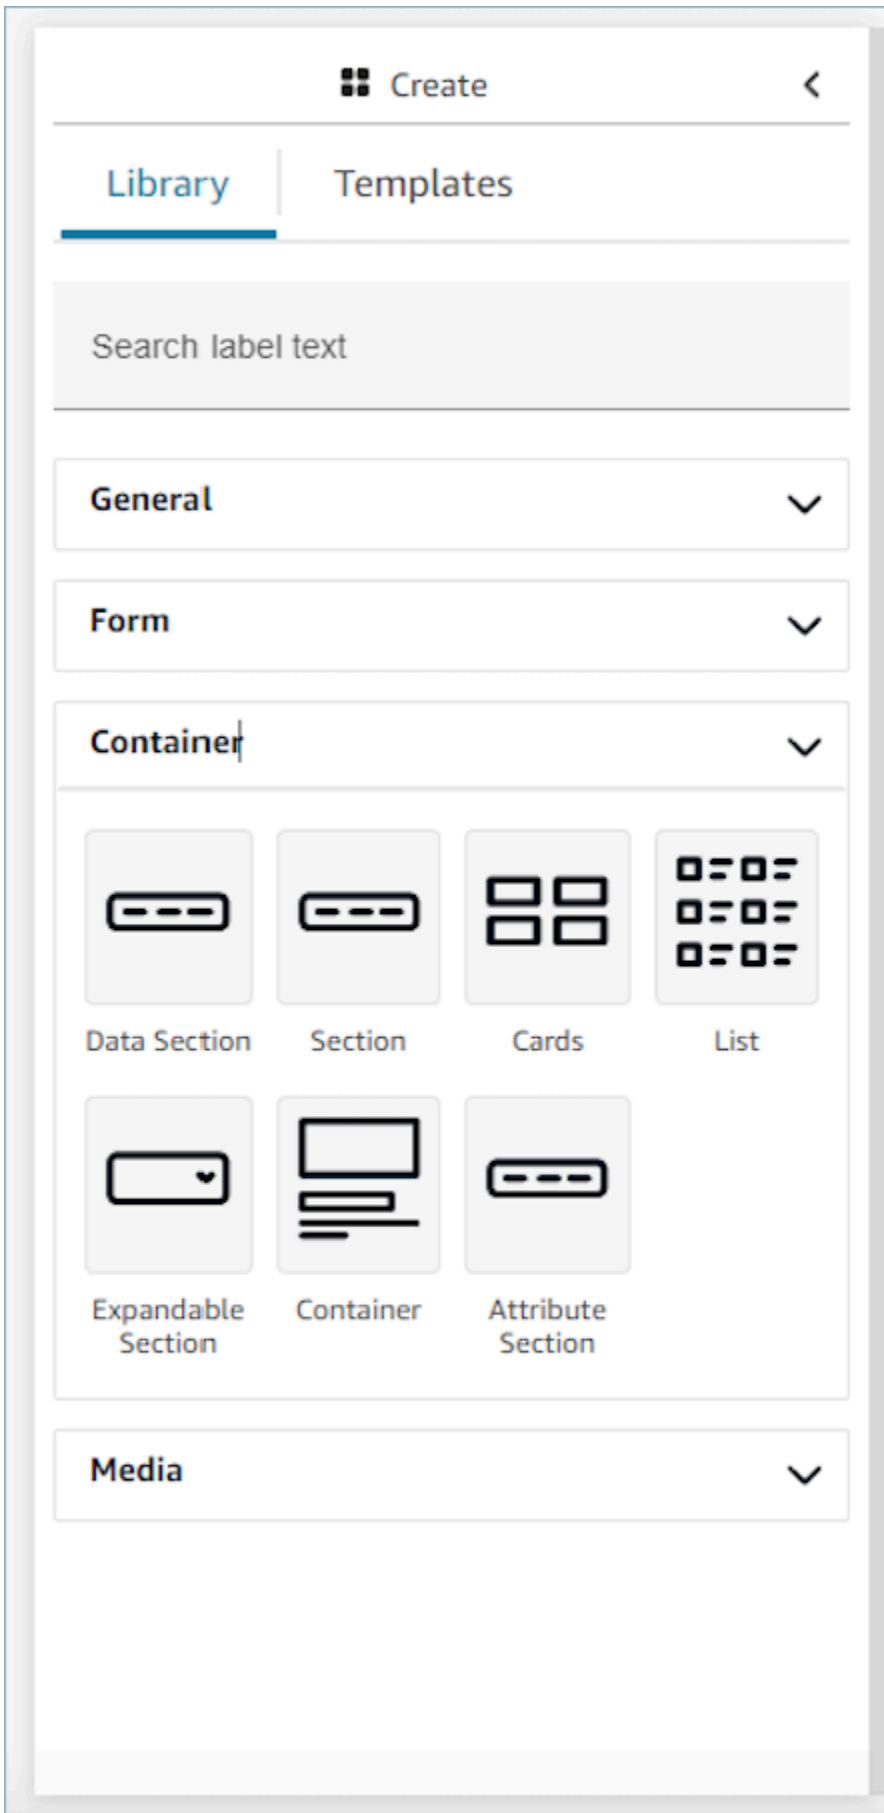 Create
Library Templates
Search label text
General
Form
Container
Data Section Section Cards List
Expandable Container Attribute
Section Section
Media